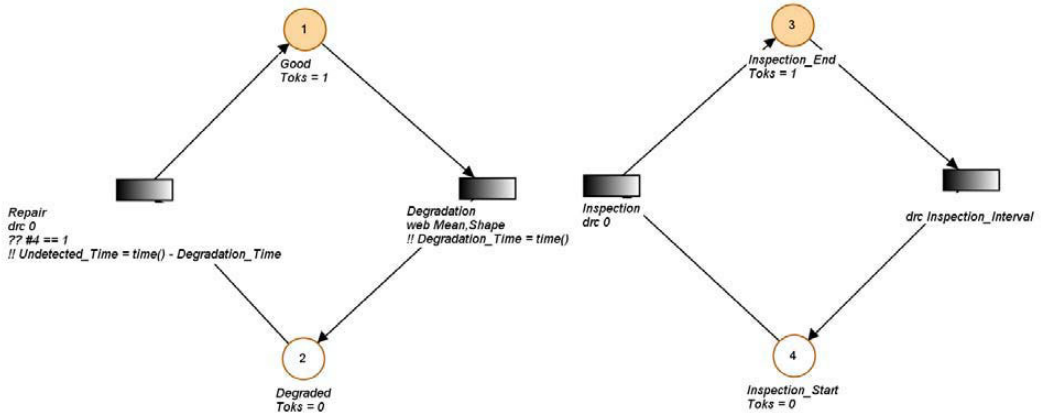 1
Good
Toks = 1
Repair
drc 0
?? #4 == 1
!! Undetected_Time = time() - Degradation_Time
Degradation
web Mean,Shape
!! Degradation_Time = time()
2
Degraded
Toks = 0
3
Inspection_End
Toks = 1
Inspection
drc 0
drc Inspection_Interval
4
Inspection_Start
Toks = 0